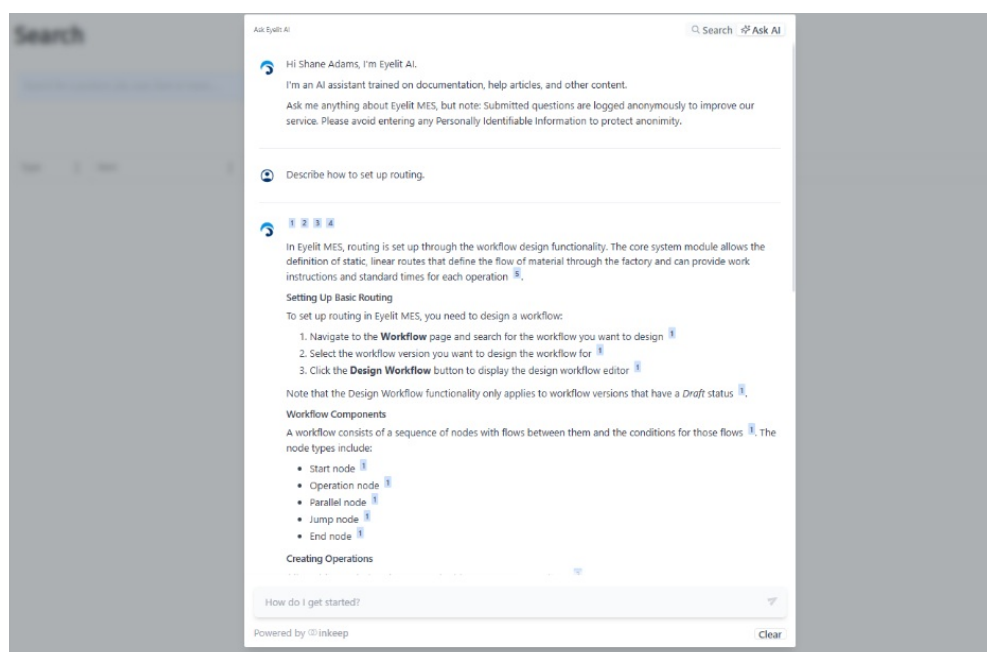 Search
Ask Eyelit AI
Search Ask AI
Hi Shane Adams, I'm Eyelit AI.
I'm an AI assistant trained on documentation, help articles, and other content.
Ask me anything about Eyelit MES, but note: Submitted questions are logged anonymously to improve our
service. Please avoid entering any Personally Identifiable Information to protect anonimity.
Describe how to set up routing.
1 2 3 4
In Eyelit MES, routing is set up through the workflow design functionality. The core system module allows the
definition of static, linear routes that define the flow of material through the factory and can provide work
instructions and standard times for each operation 5.
Setting Up Basic Routing
To set up routing in Eyelit MES, you need to design a workflow:
1. Navigate to the Workflow page and search for the workflow you want to design 1
2. Select the workflow version you want to design the workflow for 1
3. Click the Design Workflow button to display the design workflow editor 1
Note that the Design Workflow functionality only applies to workflow versions that have a Draft status 1.
Workflow Components
A workflow consists of a sequence of nodes with flows between them and the conditions for those flows 1. The
node types include:
• Start node 1
• Operation node 1
• Parallel node 1
• Jump node 1
• End node 1
Creating Operations
How do I get started?
Powered by inkeep
Clear